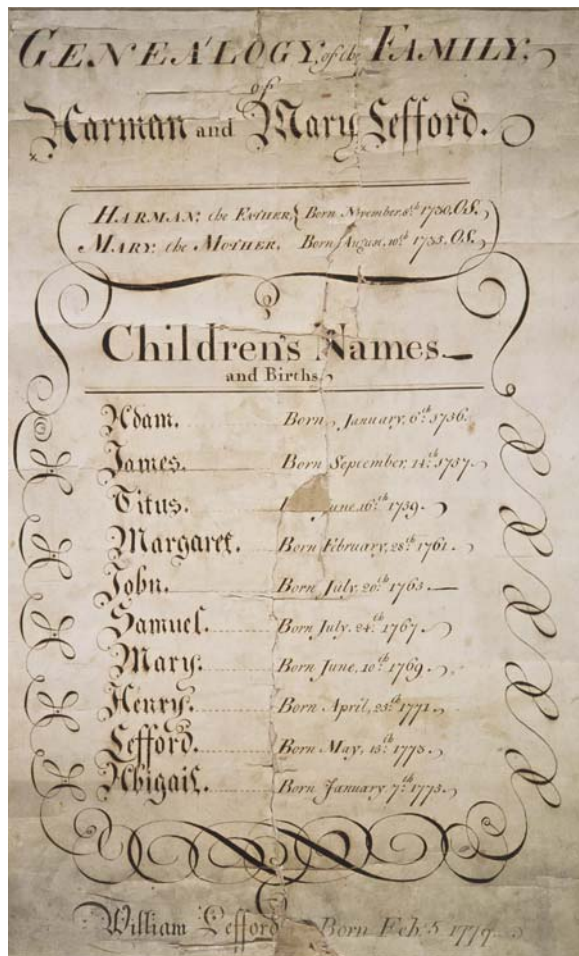 GENEALOGY, of the FAMILY,
of
Harman and Mary Lefford.
HARMAN; the FATHER, Born November, 8th 1730. OS.
MARY; the MOTHER, Born August, 10th 1735. OS.
Children's Names
and Births,
Adam. Born, January, 6th 1756.
James. Born September, 14th 1757.
Titus. June, 16th 1759.
Margaret. Born February, 28th 1761.
John. Born July, 20th 1763.
Samuel. Born July, 24th 1767.
Mary. Born June, 10th 1769.
Henry. Born April, 25th 1771.
Lefford. Born May, 15th 1773.
Abigail. Born January, 7th 1775.
William Lefford Born Feb. 5 1779